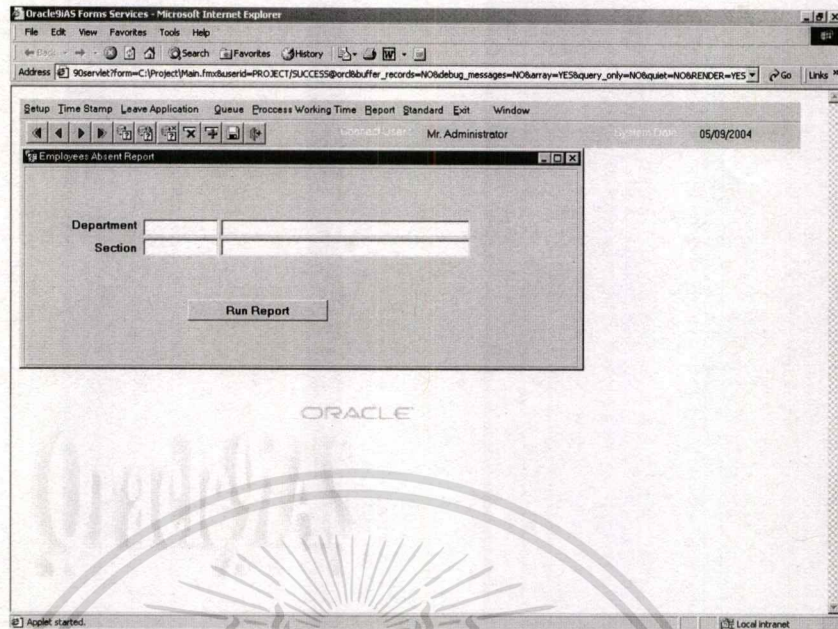 Oracle9iAS Forms Services - Microsoft Internet Explorer
File Edit View Favorites Tools Help
Back Search Favorites History
Address 90servlet?form=C:\Project\Main.fmx&userid=PROJECT/SUCCESS@orcl&buffer_records=NO&debug_messages=NO&array=YES&query_only=NO&quiet=NO&RENDER=YES Go Links »
Setup Time Stamp Leave Application Queue Proccess Working Time Report Standard Exit Window
Mr. Administrator System Date 05/09/2004
Employees Absent Report
Department
Section
Run Report
ORACLE
Applet started. Local intranet